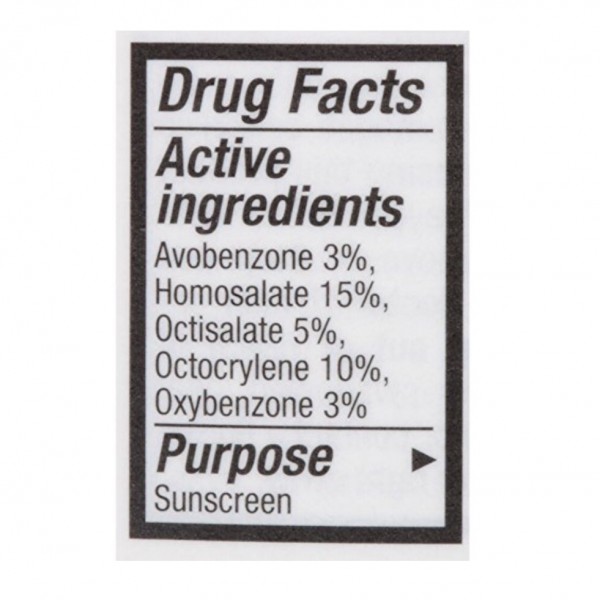 Drug Facts
Active
ingredients
Avobenzone 3%,
Homosalate 15%,
Octisalate 5%,
Octocrylene 10%,
Oxybenzone 3%
Purpose ▶
Sunscreen